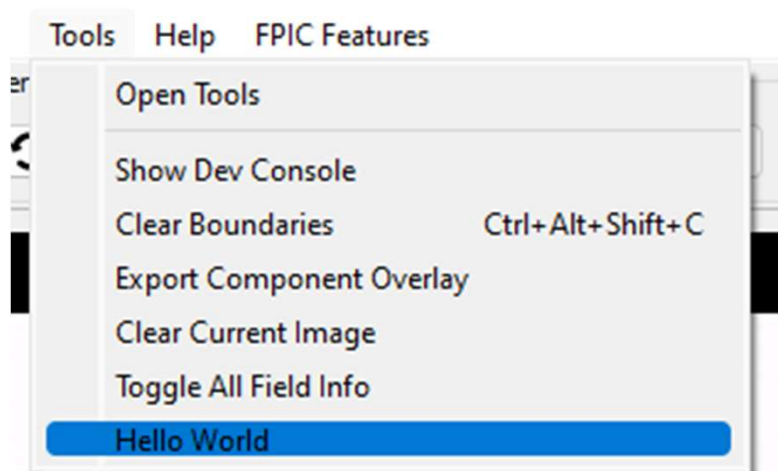 Tools Help FPIC Features
er
Open Tools
Show Dev Console
Clear Boundaries Ctrl+Alt+Shift+C
Export Component Overlay
Clear Current Image
Toggle All Field Info
Hello World